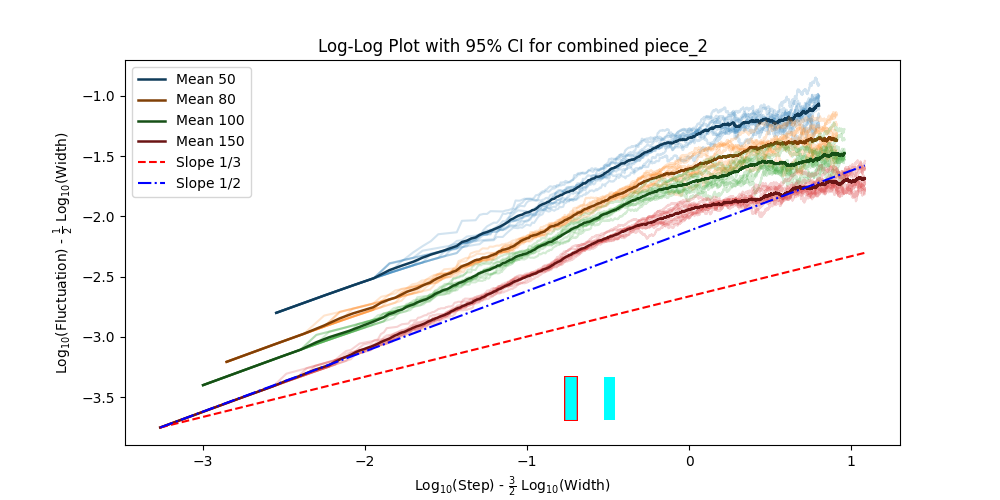 Log-Log Plot with 95% CI for combined piece_2
Mean 50
Mean 80
Mean 100
Mean 150
Slope 1/3
Slope 1/2
Log₁₀(Fluctuation) - 1/2 Log₁₀(Width)
−1.0
−1.5
−2.0
−2.5
−3.0
−3.5
−3 −2 −1 0 1
Log₁₀(Step) - 3/2 Log₁₀(Width)